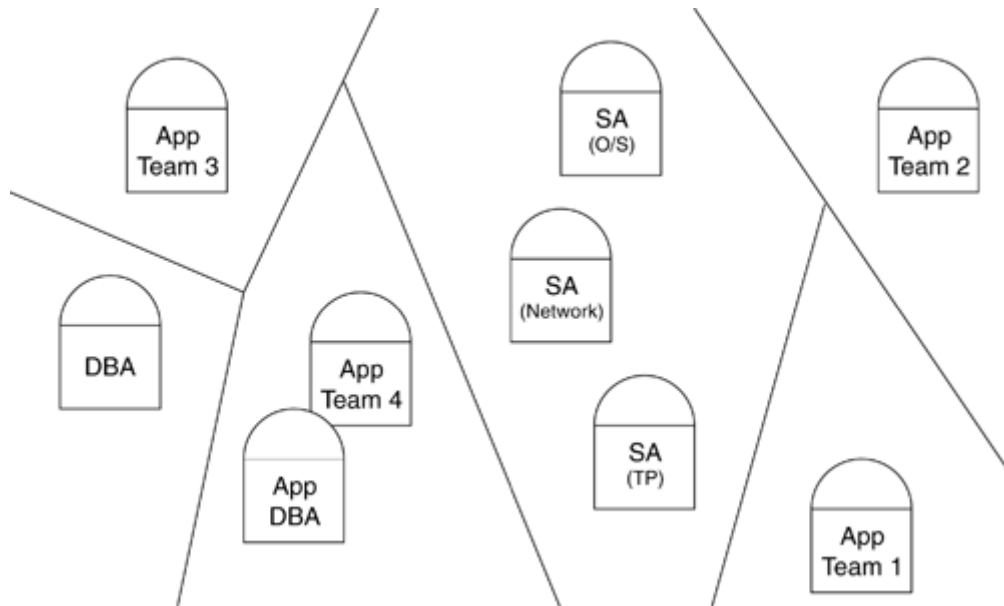 App
Team 3
SA
(O/S)
App
Team 2
SA
(Network)
DBA
App
Team 4
SA
(TP)
App
DBA
App
Team 1